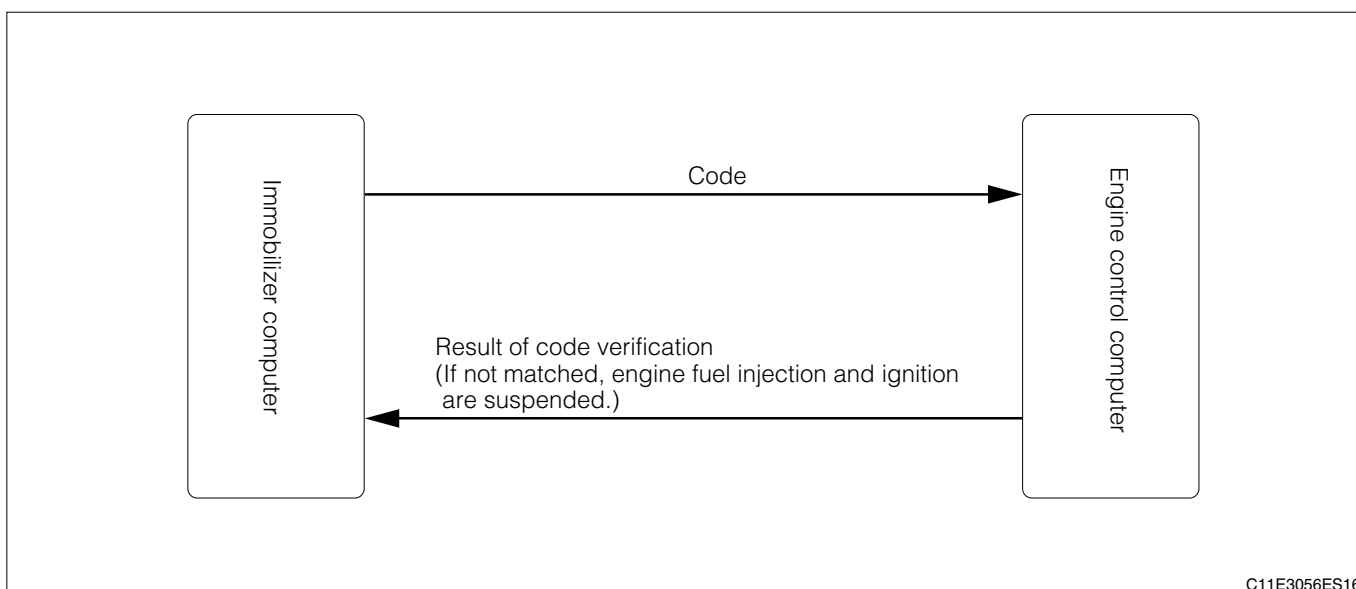 Immobilizer computer
Code
Result of code verification
(If not matched, engine fuel injection and ignition
are suspended.)
Engine control computer
C11E3056ES16